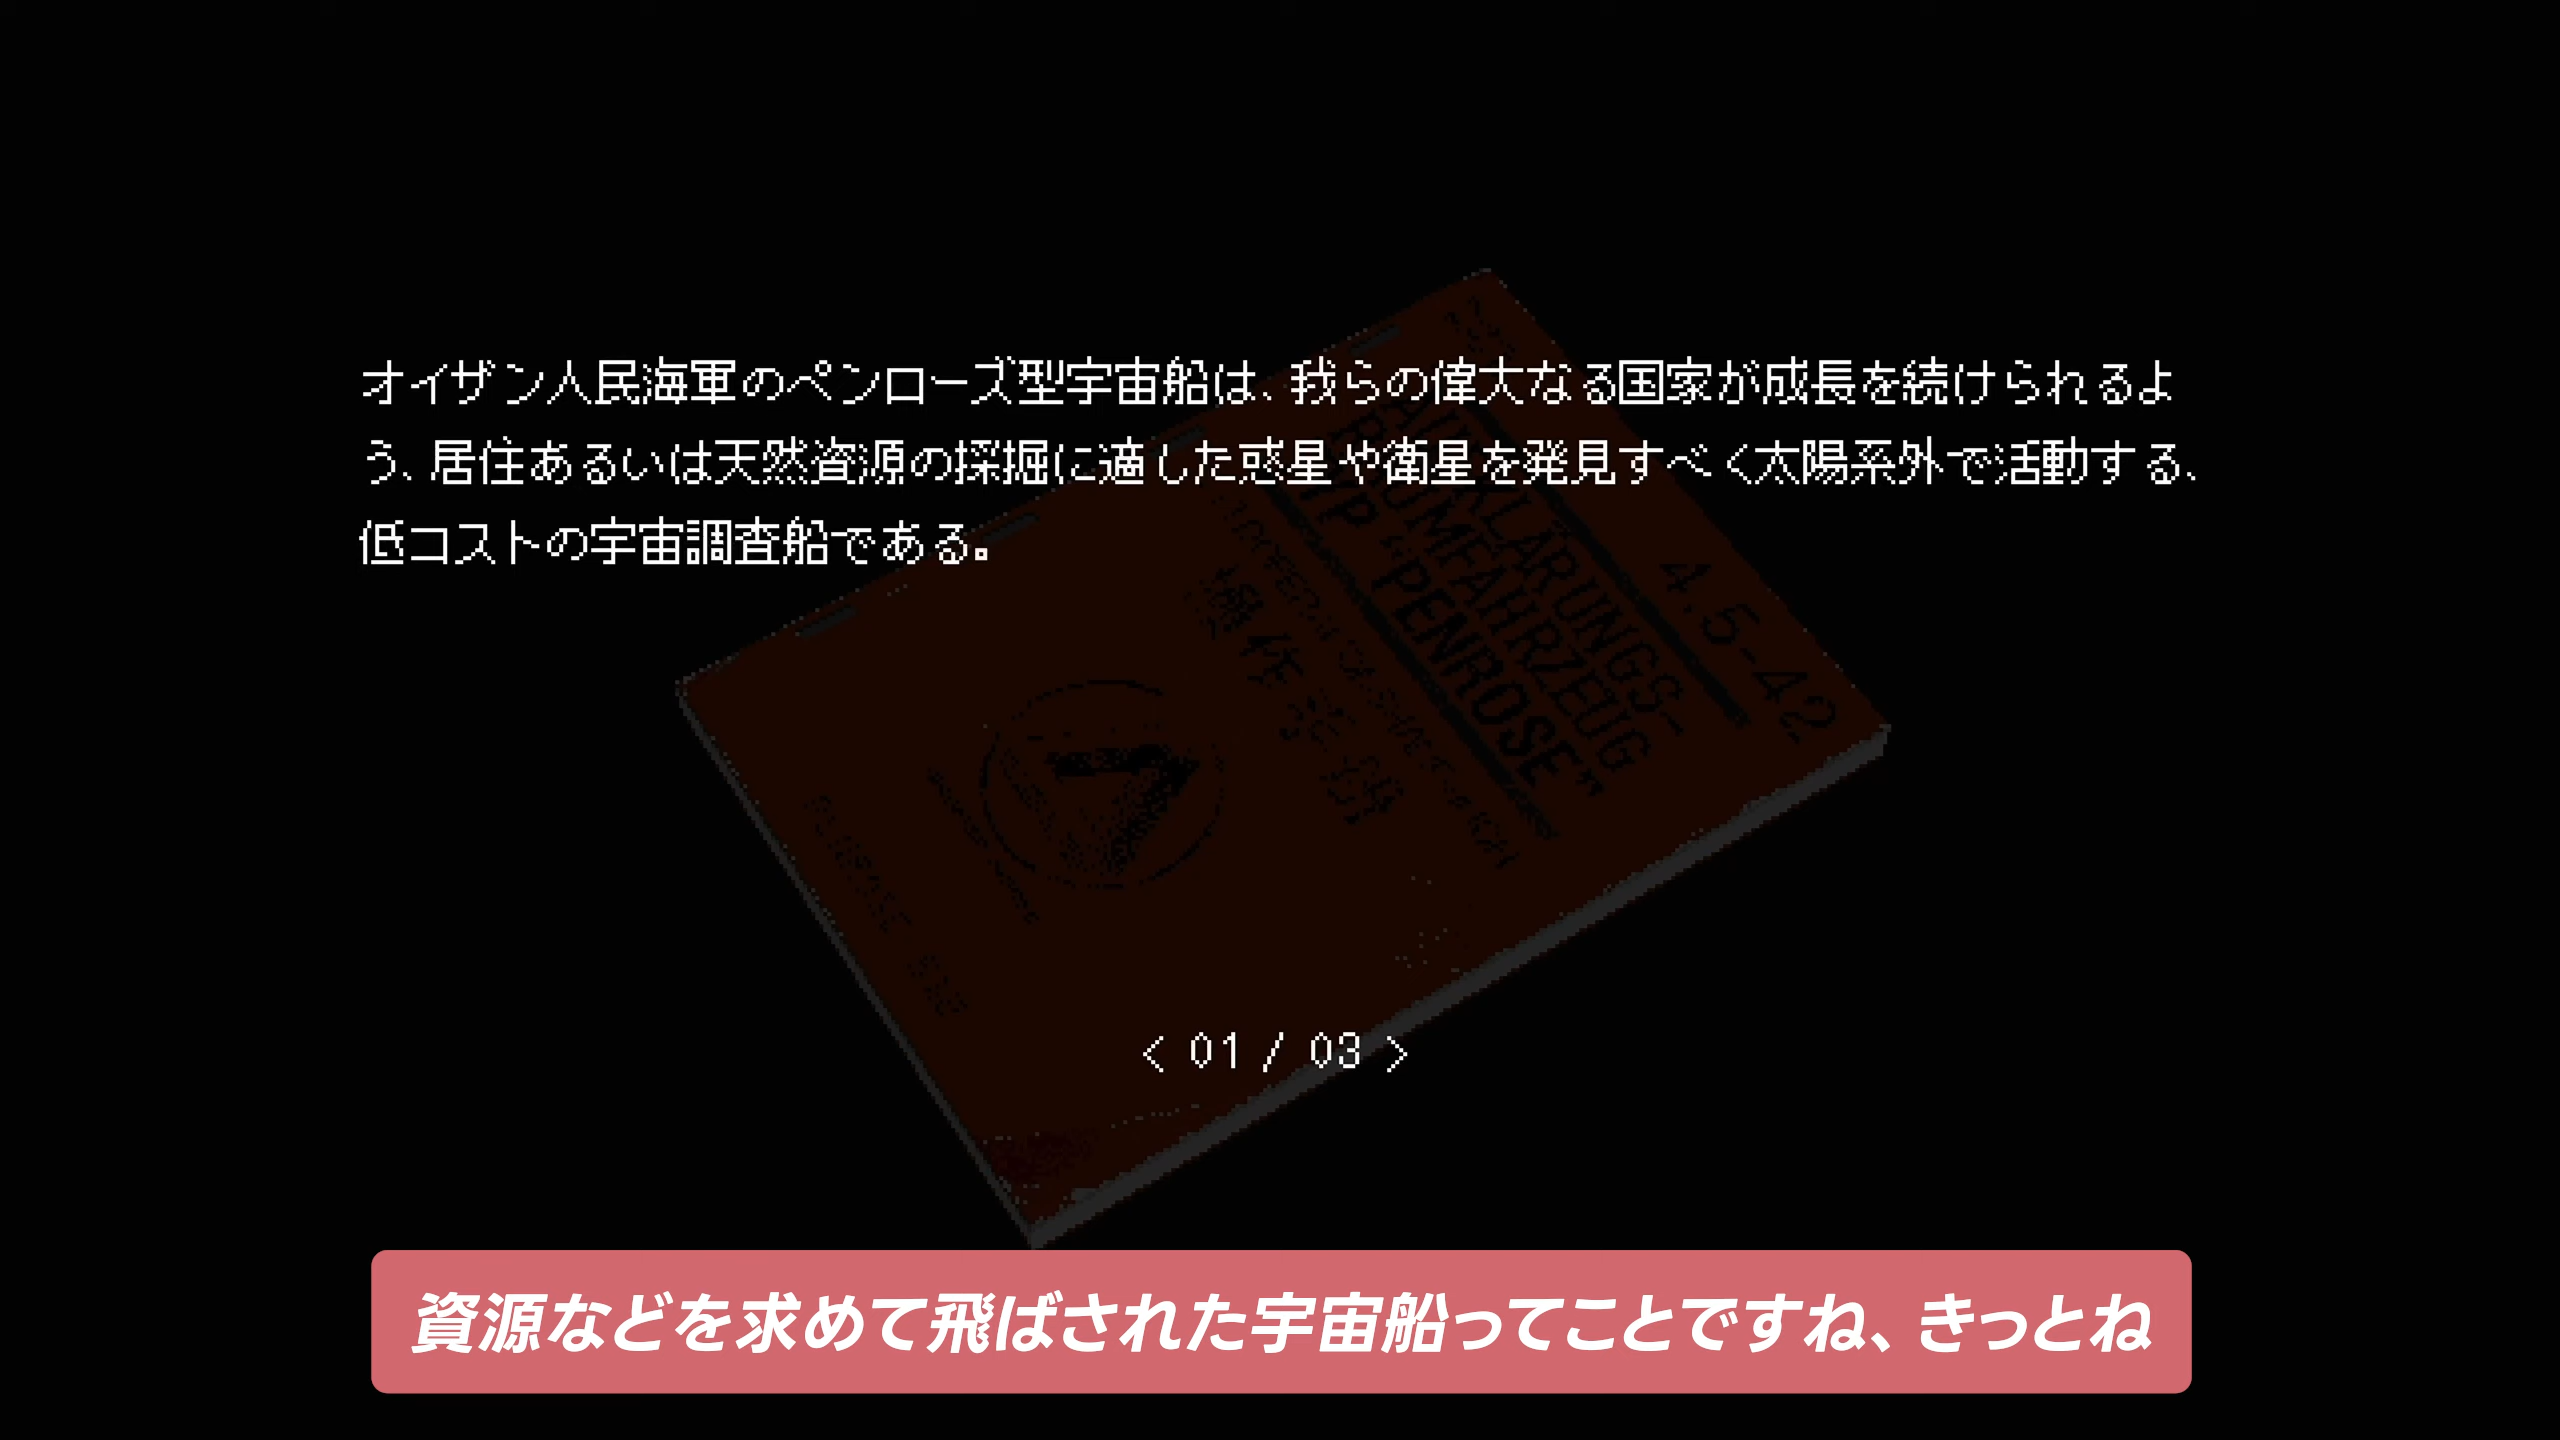 オイザン人民海軍のペンローズ型宇宙船は、我らの偉大なる国家が成長を続けられるよ
う、居住あるいは天然資源の採掘に適した惑星や衛星を発見すべく太陽系外で活動する、
低コストの宇宙調査船である。
4.5-42
AUFKLÄRUNGS-
RAUMFAHRZEUG
TYP "PENROSE"
< 01 / 03 >
資源などを求めて飛ばされた宇宙船ってことですね、きっとね